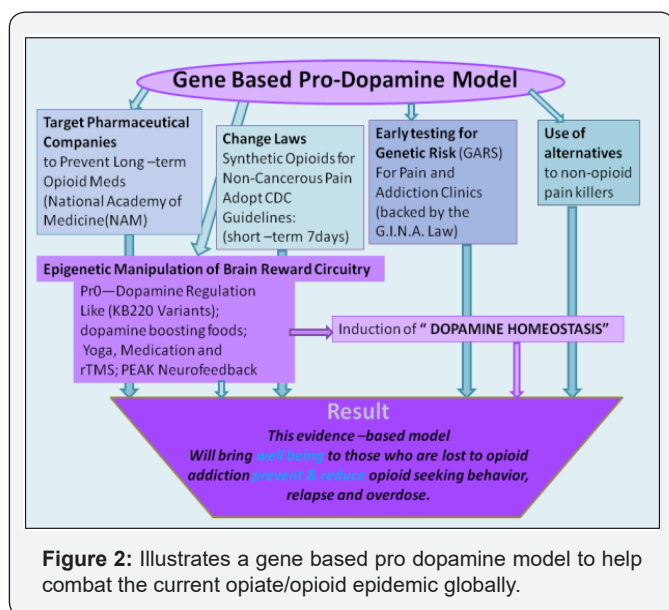 Gene Based Pro-Dopamine Model
Target Pharmaceutical
Companies
to Prevent Long –term
Opioid Meds
(National Academy of
Medicine(NAM)
Change Laws
Synthetic Opioids for
Non-Cancerous Pain
Adopt CDC
Guidelines:
(short –term 7days)
Early testing for
Genetic Risk (GARS)
For Pain and
Addiction Clinics
(backed by the
G.I.N.A. Law)
Use of
alternatives
to non-opioid
pain killers
Epigenetic Manipulation of Brain Reward Circuitry
Pr0—Dopamine Regulation
Like (KB220 Variants);
dopamine boosting foods;
Yoga, Medication and
rTMS; PEAK Neurofeedback
Induction of “ DOPAMINE HOMEOSTASIS”
Result
This evidence –based model
Will bring well being to those who are lost to opioid
addiction prevent & reduce opioid seeking behavior,
relapse and overdose.
Figure 2: Illustrates a gene based pro dopamine model to help
combat the current opiate/opioid epidemic globally.